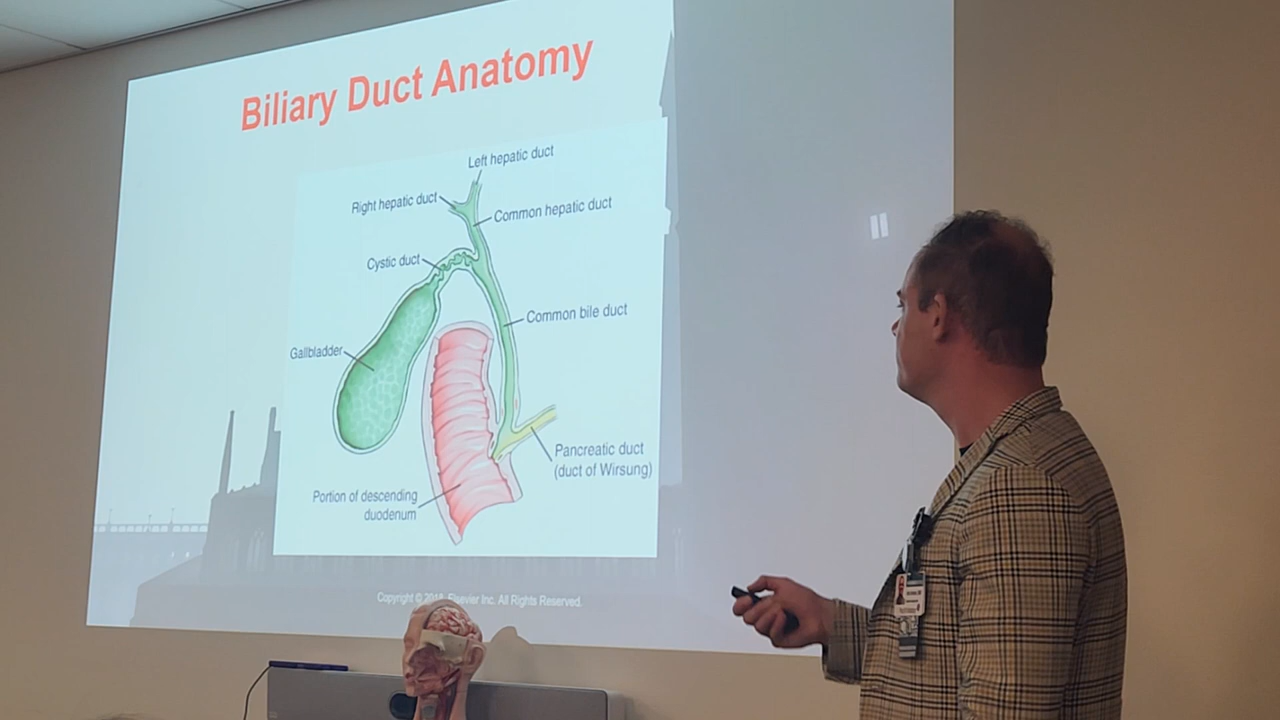 Biliary Duct Anatomy
Left hepatic duct
Right hepatic duct
Common hepatic duct
Cystic duct
Common bile duct
Gallbladder
Pancreatic duct
(duct of Wirsung)
Portion of descending
duodenum
Copyright © Elsevier Inc. All Rights Reserved.